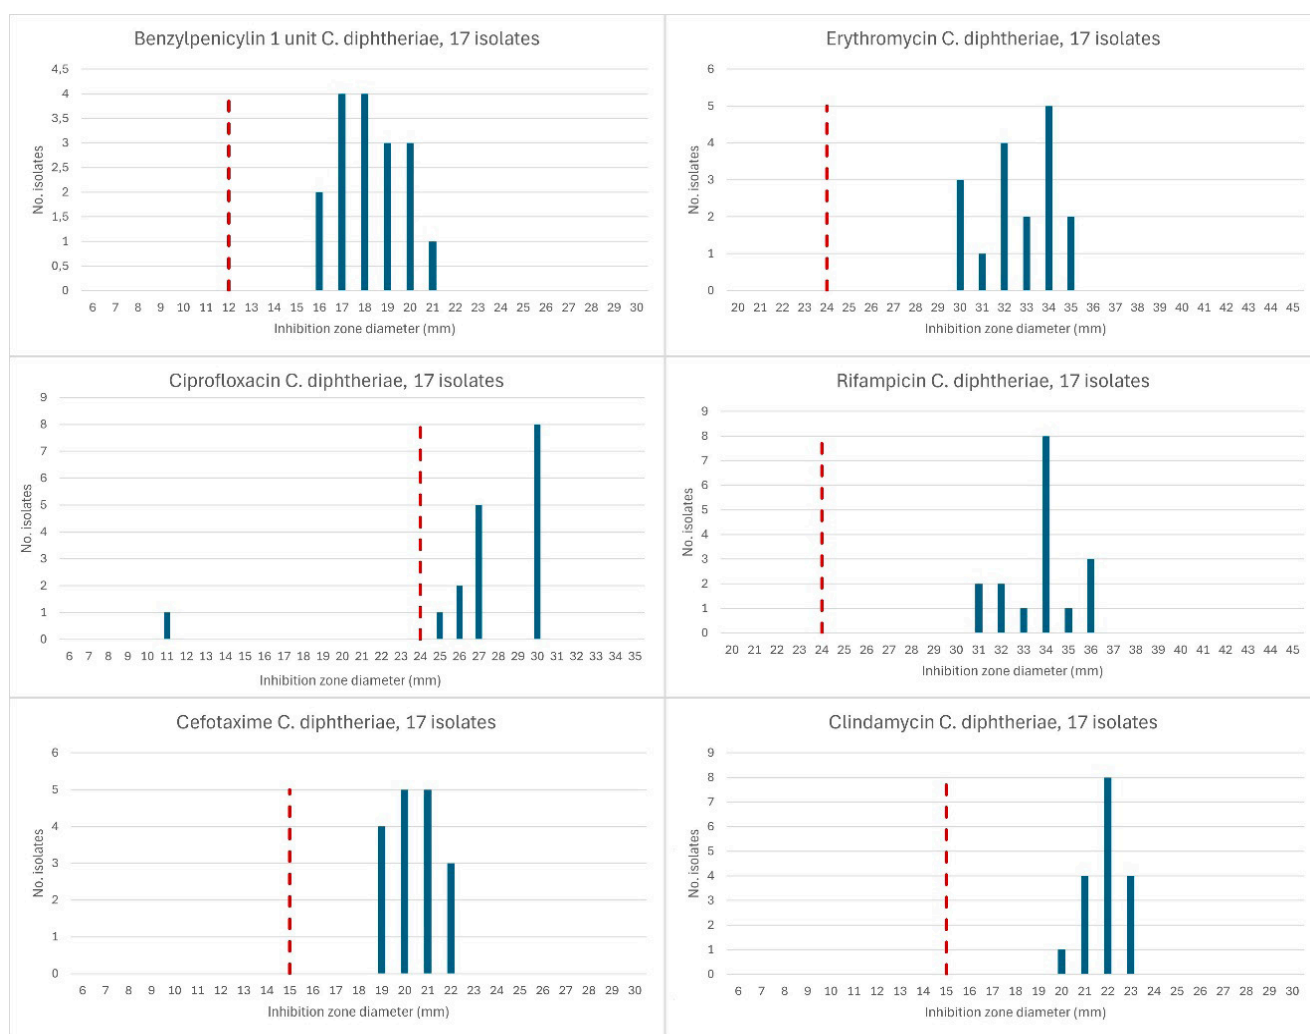 Benzylpenicylin 1 unit C. diphtheriae, 17 isolates
4,5
4
3,5
3
2,5
2
1,5
1
0,5
0
No. isolates
6 7 8 9 10 11 12 13 14 15 16 17 18 19 20 21 22 23 24 25 26 27 28 29 30
Inhibition zone diameter (mm)
Erythromycin C. diphtheriae, 17 isolates
6
5
4
3
2
1
0
No. isolates
20 21 22 23 24 25 26 27 28 29 30 31 32 33 34 35 36 37 38 39 40 41 42 43 44 45
Inhibition zone diameter (mm)
Ciprofloxacin C. diphtheriae, 17 isolates
9
8
7
6
5
4
3
2
1
0
No. isolates
6 7 8 9 10 11 12 13 14 15 16 17 18 19 20 21 22 23 24 25 26 27 28 29 30 31 32 33 34 35
Inhibition zone diameter (mm)
Rifampicin C. diphtheriae, 17 isolates
9
8
7
6
5
4
3
2
1
0
No. isolates
20 21 22 23 24 25 26 27 28 29 30 31 32 33 34 35 36 37 38 39 40 41 42 43 44 45
Inhibition zone diameter (mm)
Cefotaxime C. diphtheriae, 17 isolates
6
5
4
3
2
1
0
No. isolates
6 7 8 9 10 11 12 13 14 15 16 17 18 19 20 21 22 23 24 25 26 27 28 29 30
Inhibition zone diameter (mm)
Clindamycin C. diphtheriae, 17 isolates
9
8
7
6
5
4
3
2
1
0
No. isolates
6 7 8 9 10 11 12 13 14 15 16 17 18 19 20 21 22 23 24 25 26 27 28 29 30
Inhibition zone diameter (mm)